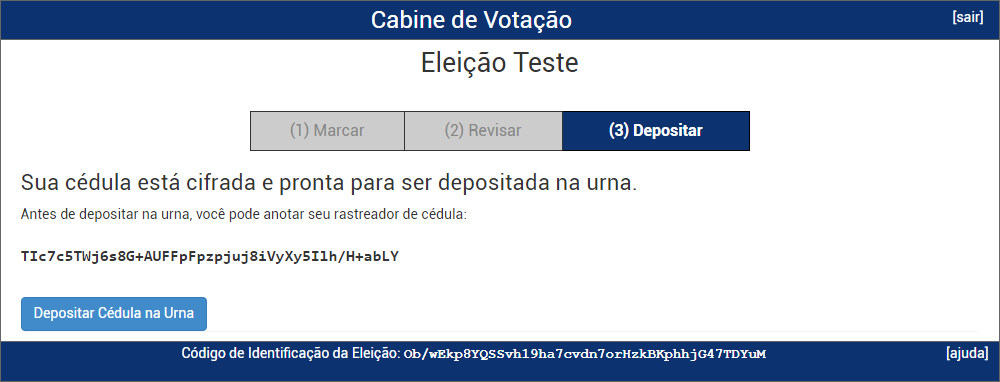 Cabine de Votação
[sair]
Eleição Teste
(1) Marcar
(2) Revisar
(3) Depositar
Sua cédula está cifrada e pronta para ser depositada na urna.
Antes de depositar na urna, você pode anotar seu rastreador de cédula:
TIc7c5TWj6s8G+AUFFpFpzpjuj8iVyXy5I1h/H+abLY
Depositar Cédula na Urna
Código de Identificação da Eleição: Ob/wEkp8YQSSvh19ha7cvdn7orHzkBKphhjG47TDYuM
[ajuda]